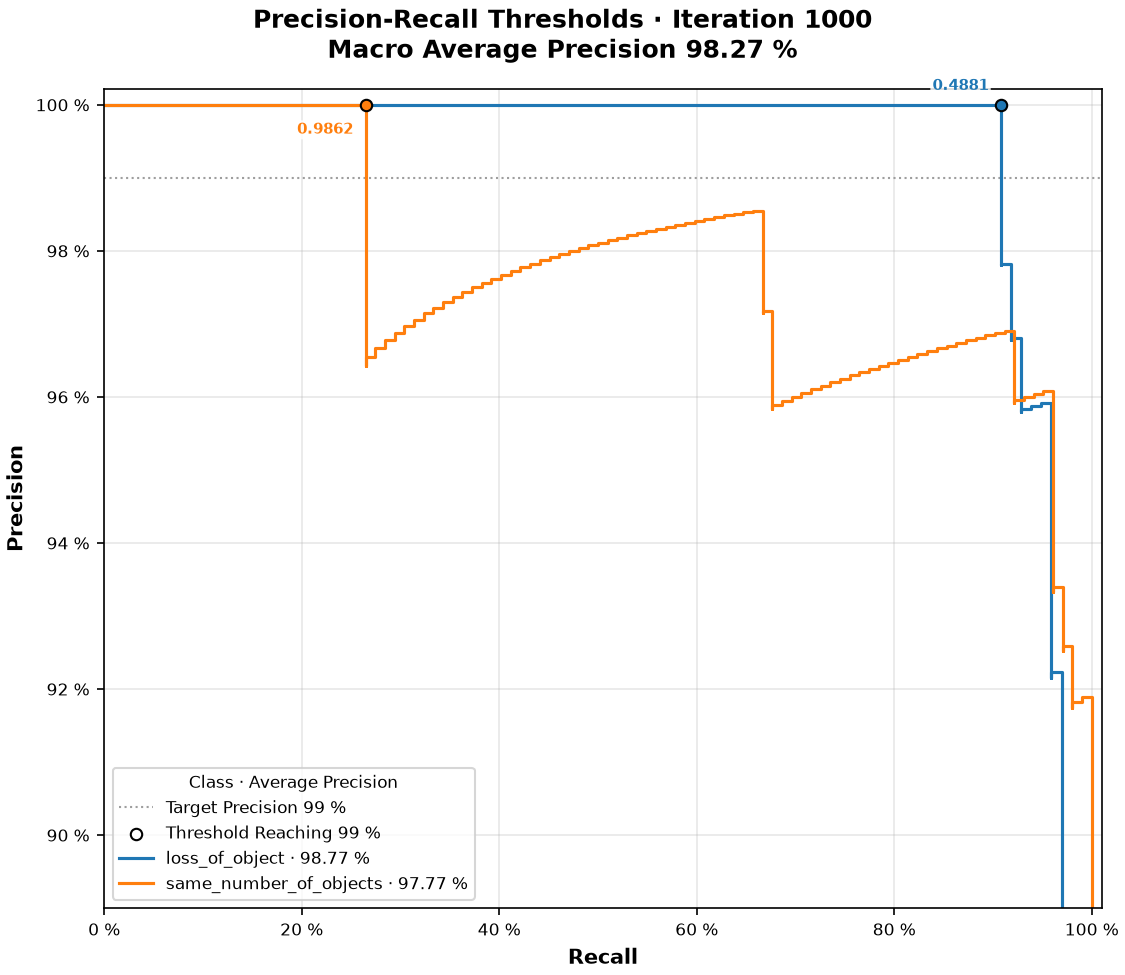 Precision-Recall Thresholds · Iteration 1000
Macro Average Precision 98.27 %
0.4881
100 %
0.9862
98 %
96 %
94 %
92 %
90 %
Precision
Class · Average Precision
Target Precision 99 %
Threshold Reaching 99 %
loss_of_object · 98.77 %
same_number_of_objects · 97.77 %
0 %
20 %
40 %
60 %
80 %
100 %
Recall